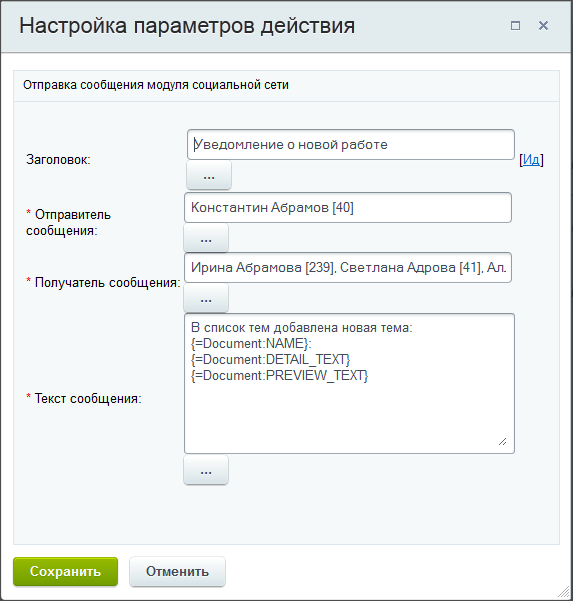 Настройка параметров действия
Отправка сообщения модуля социальной сети
Заголовок:
Уведомление о новой работе
[Ид]
...
* Отправитель сообщения:
Константин Абрамов [40]
...
* Получатель сообщения:
Ирина Абрамова [239], Светлана Адрова [41], Ал.
...
* Текст сообщения:
В список тем добавлена новая тема:
{=Document:NAME}:
{=Document:DETAIL_TEXT}
{=Document:PREVIEW_TEXT}
...
Сохранить
Отменить